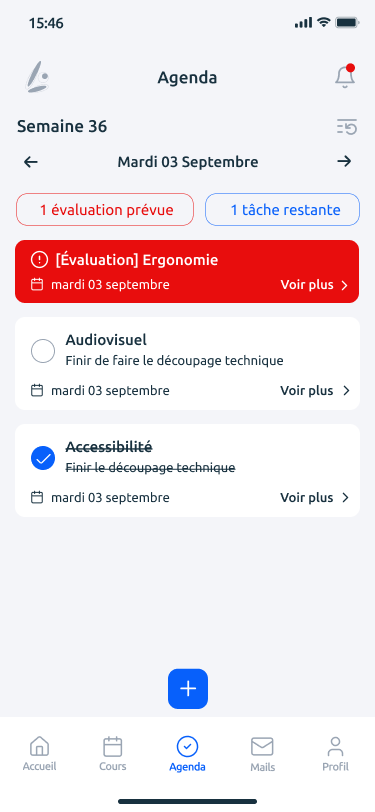 15:46
Agenda
Semaine 36
Mardi 03 Septembre
1 évaluation prévue
1 tâche restante
[Évaluation] Ergonomie
mardi 03 septembre
Voir plus
Audiovisuel
Finir de faire le découpage technique
mardi 03 septembre
Voir plus
Accessibilité
Finir le découpage technique
mardi 03 septembre
Voir plus
Accueil
Cours
Agenda
Mails
Profil